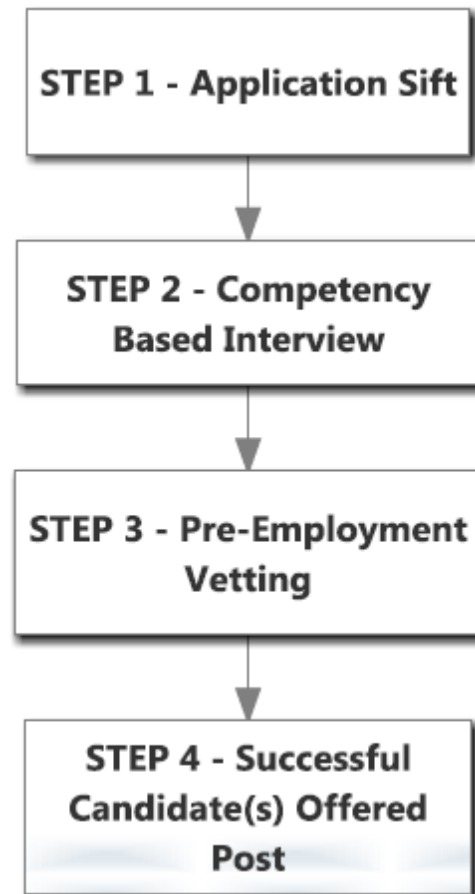 STEP 1 - Application Sift
STEP 2 - Competency
Based Interview
STEP 3 - Pre-Employment
Vetting
STEP 4 - Successful
Candidate(s) Offered
Post